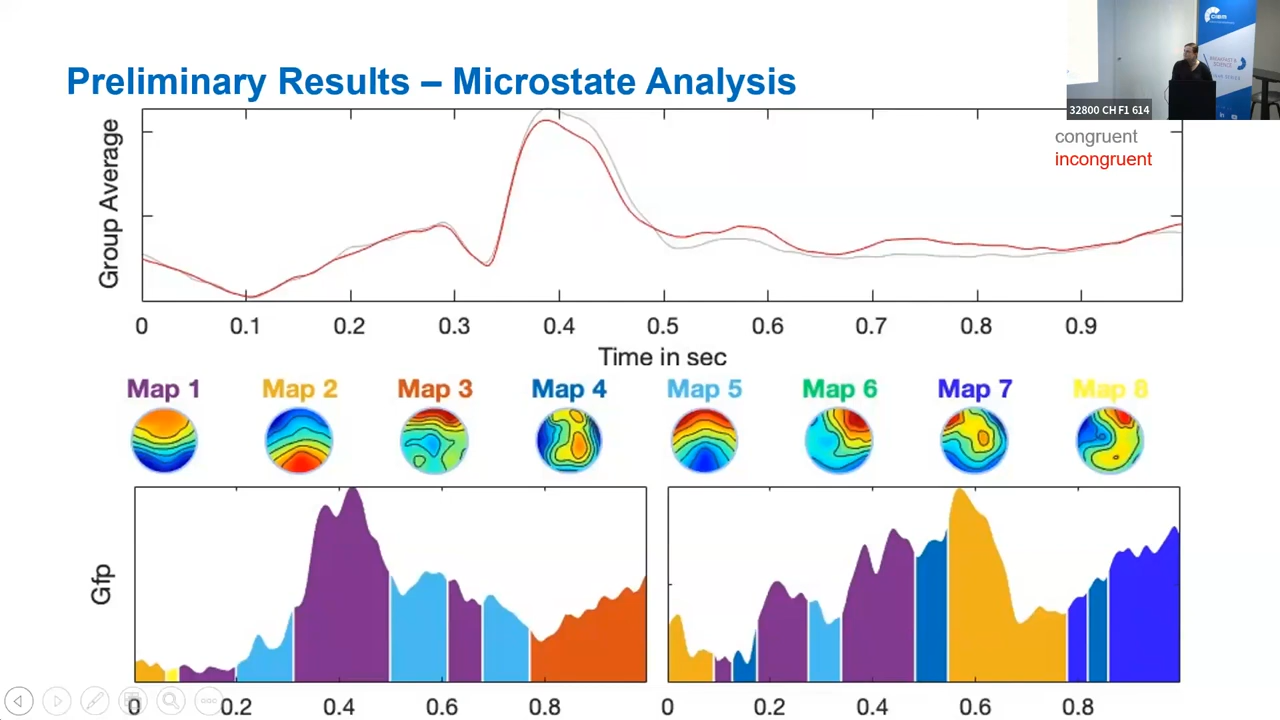 Preliminary Results – Microstate Analysis
32800 CH F1 614
CIBM
BREAKFAST &
SCIENCE
congruent
incongruent
Group Average
0 0.1 0.2 0.3 0.4 0.5 0.6 0.7 0.8 0.9
Time in sec
Map 1 Map 2 Map 3 Map 4 Map 5 Map 6 Map 7 Map 8
Gfp
0 0.2 0.4 0.6 0.8
0 0.2 0.4 0.6 0.8